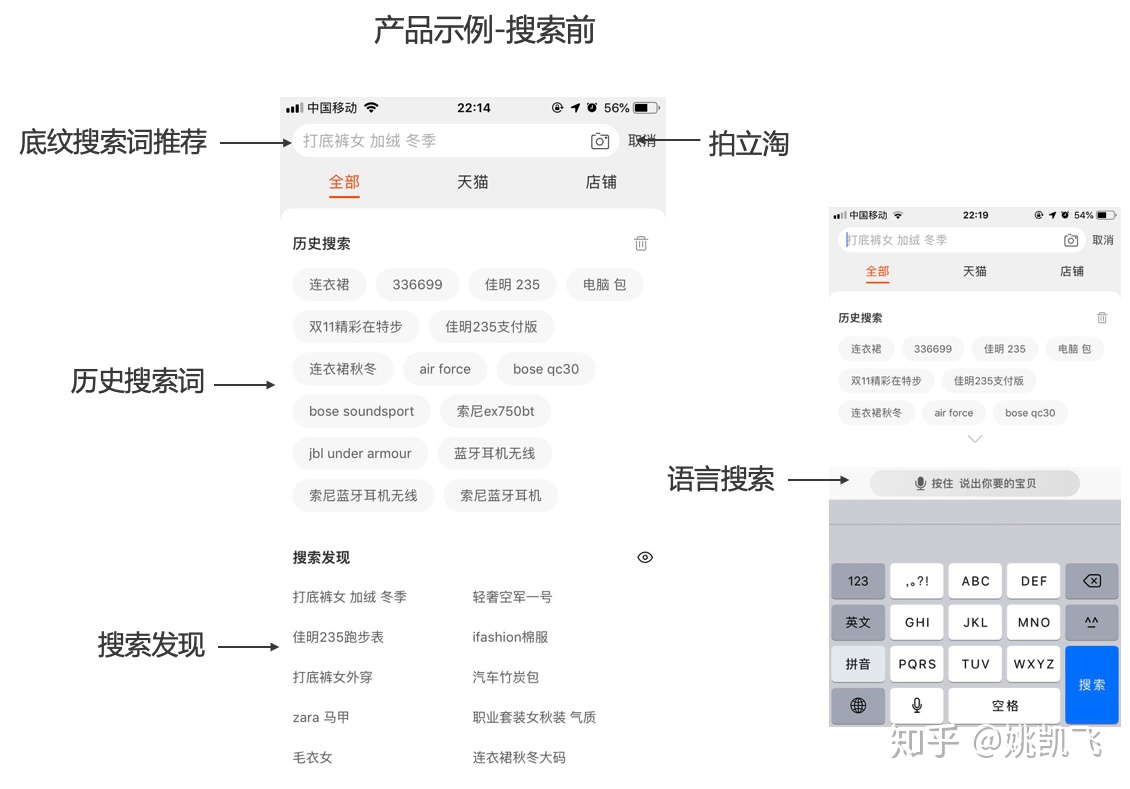 产品示例-搜索前
底纹搜索词推荐
历史搜索词
搜索发现
拍立淘
语言搜索
中国移动 22:14 56%
打底裤女 加绒 冬季 取消
全部 天猫 店铺
历史搜索
连衣裙 336699 佳明 235 电脑 包
双11精彩在特步 佳明235支付版
连衣裙秋冬 air force bose qc30
bose soundsport 索尼ex750bt
jbl under armour 蓝牙耳机无线
索尼蓝牙耳机无线 索尼蓝牙耳机
搜索发现
打底裤女 加绒 冬季 轻奢空军一号
佳明235跑步表 ifashion棉服
打底裤女外穿 汽车竹炭包
zara 马甲 职业套装女秋装 气质
毛衣女 连衣裙秋冬大码
中国移动 22:19 54%
打底裤女 加绒 冬季 取消
全部 天猫 店铺
历史搜索
连衣裙 336699 佳明 235 电脑 包
双11精彩在特步 佳明235支付版
连衣裙秋冬 air force bose qc30
按住 说出你要的宝贝
123 ,。?! ABC DEF
英文 GHI JKL MNO ^^
拼音 PQRS TUV WXYZ 搜索
空格
知乎 @姚凯飞